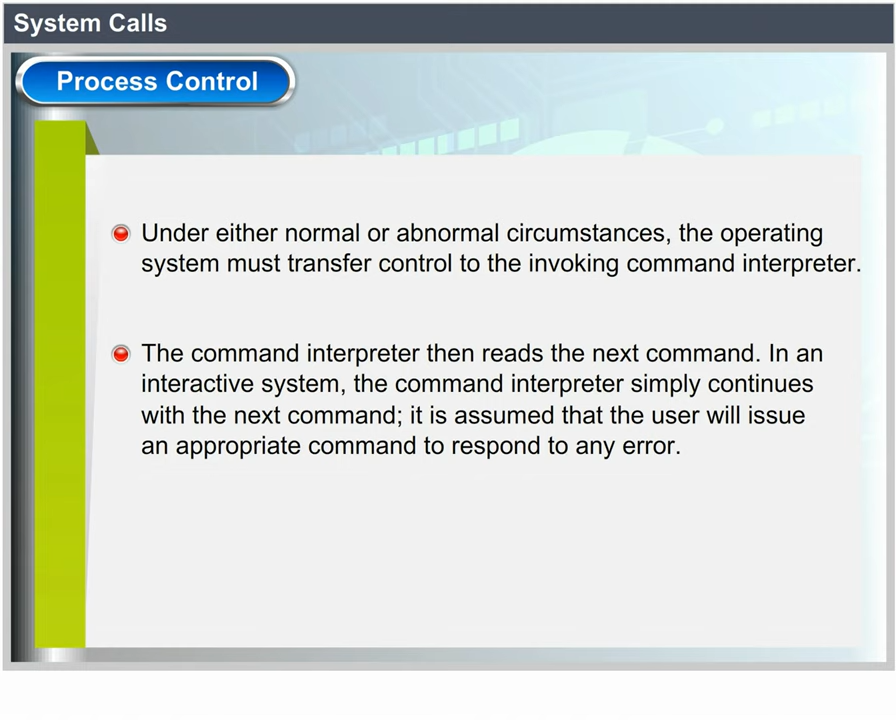 System Calls
Process Control
Under either normal or abnormal circumstances, the operating
system must transfer control to the invoking command interpreter.
The command interpreter then reads the next command. In an
interactive system, the command interpreter simply continues
with the next command; it is assumed that the user will issue
an appropriate command to respond to any error.